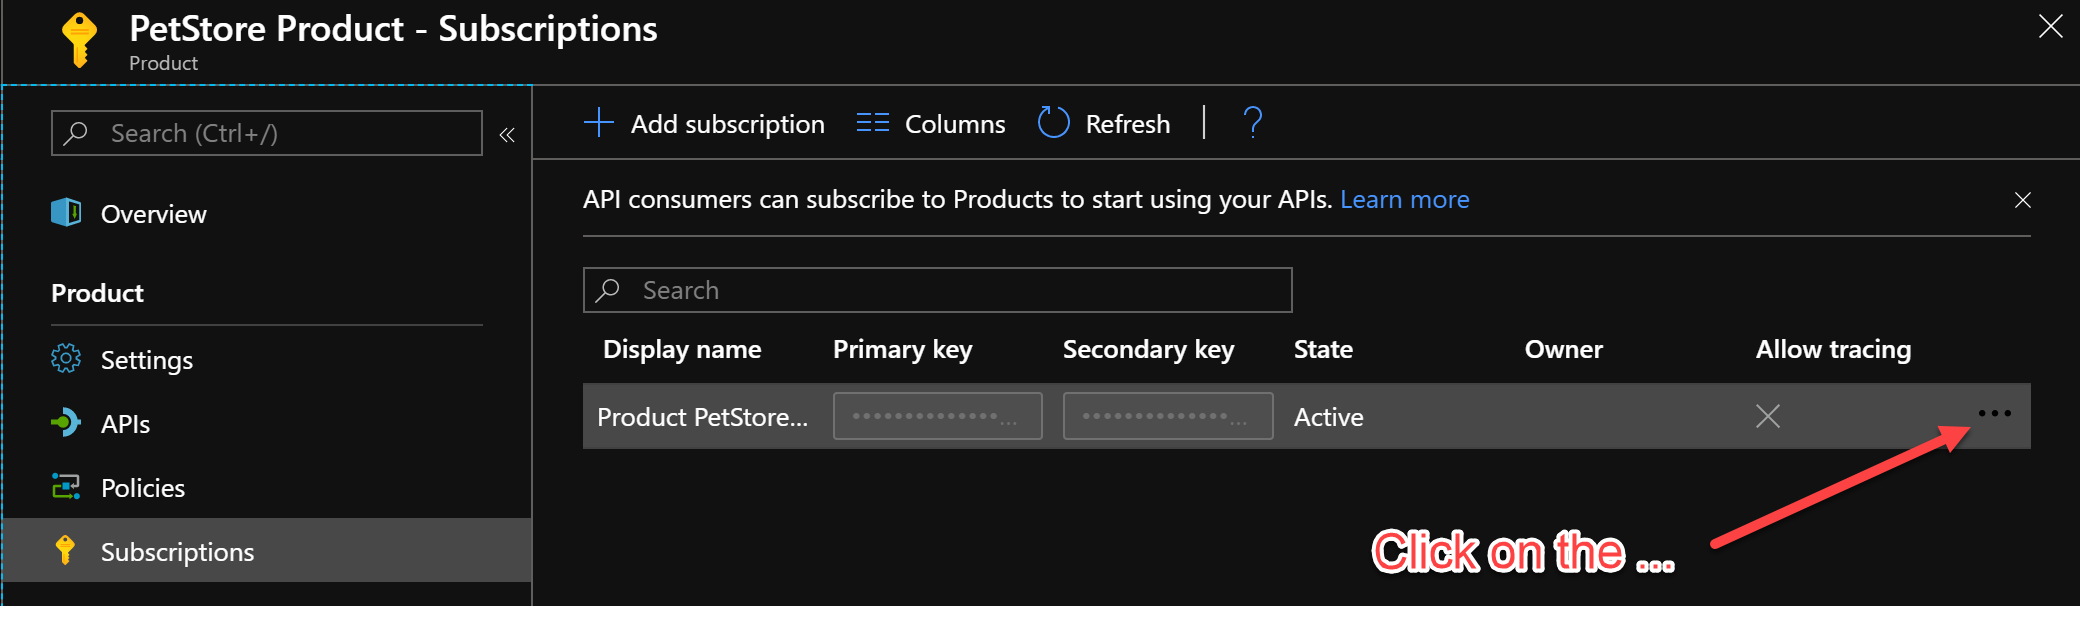 PetStore Product - Subscriptions
Product
Search (Ctrl+/)
«
Overview
Product
Settings
APIs
Policies
Subscriptions
Add subscription Columns Refresh | ?
API consumers can subscribe to Products to start using your APIs. Learn more
Search
Display name Primary key Secondary key State Owner Allow tracing
Product PetStore... ••••••••••••••... ••••••••••••••... Active •••
Click on the ...